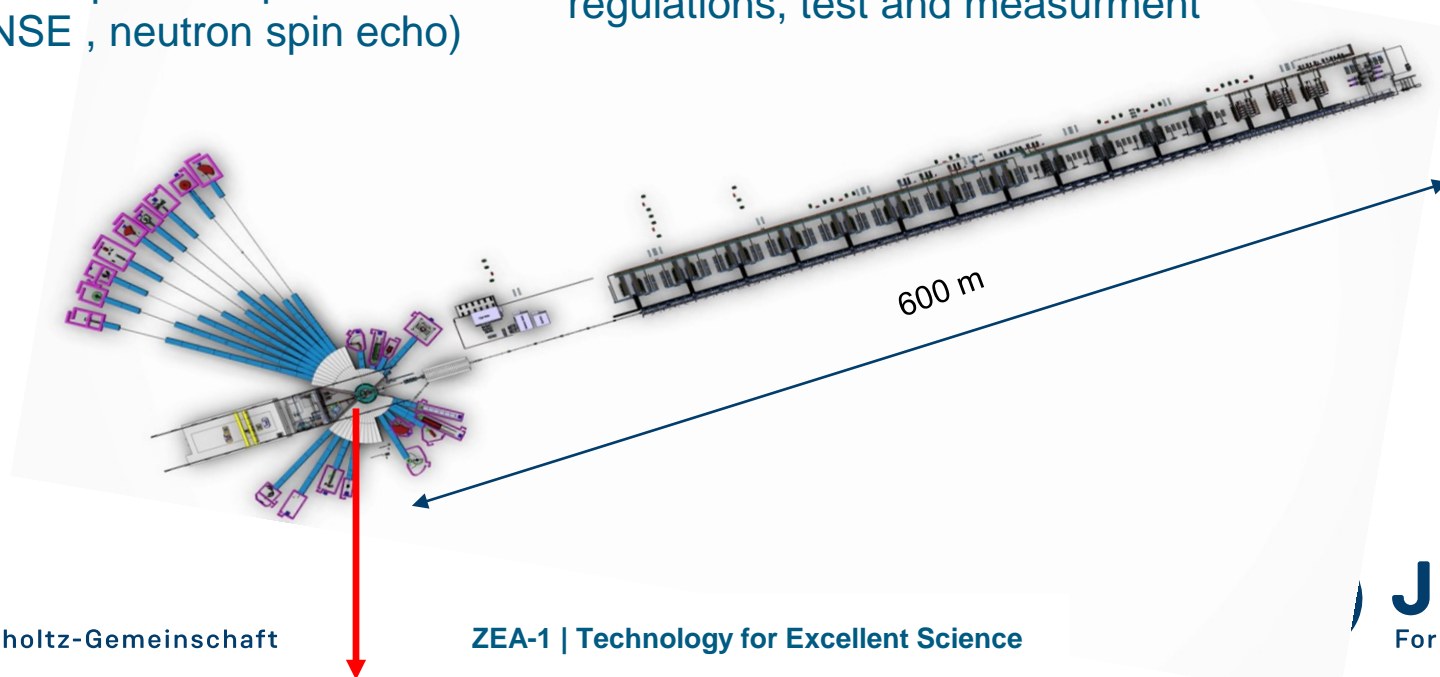 regulations, test and measurment
NSE , neutron spin echo)
600 m
holtz-Gemeinschaft
ZEA-1 | Technology for Excellent Science
J
For